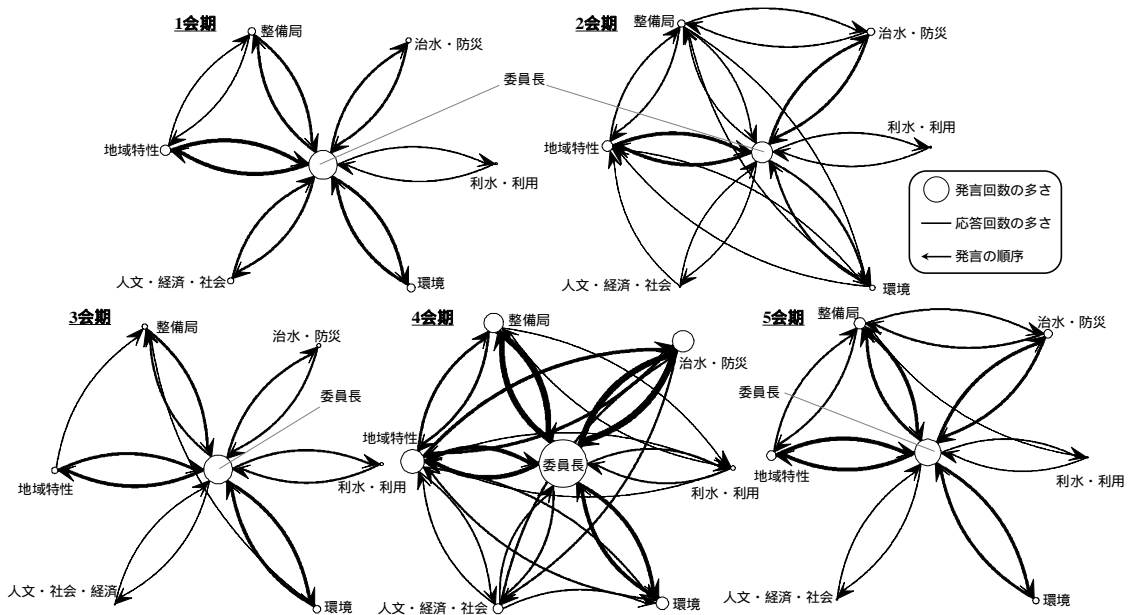 1会期
整備局
治水・防災
委員長
地域特性
利水・利用
人文・経済・社会
環境
2会期
整備局
治水・防災
利水・利用
地域特性
人文・経済・社会
環境
発言回数の多さ
応答回数の多さ
発言の順序
3会期
整備局
治水・防災
委員長
地域特性
利水・利用
人文・社会・経済
環境
4会期
整備局
治水・防災
地域特性
委員長
利水・利用
人文・経済・社会
環境
5会期
整備局
治水・防災
委員長
地域特性
利水・利用
人文・経済・社会
環境